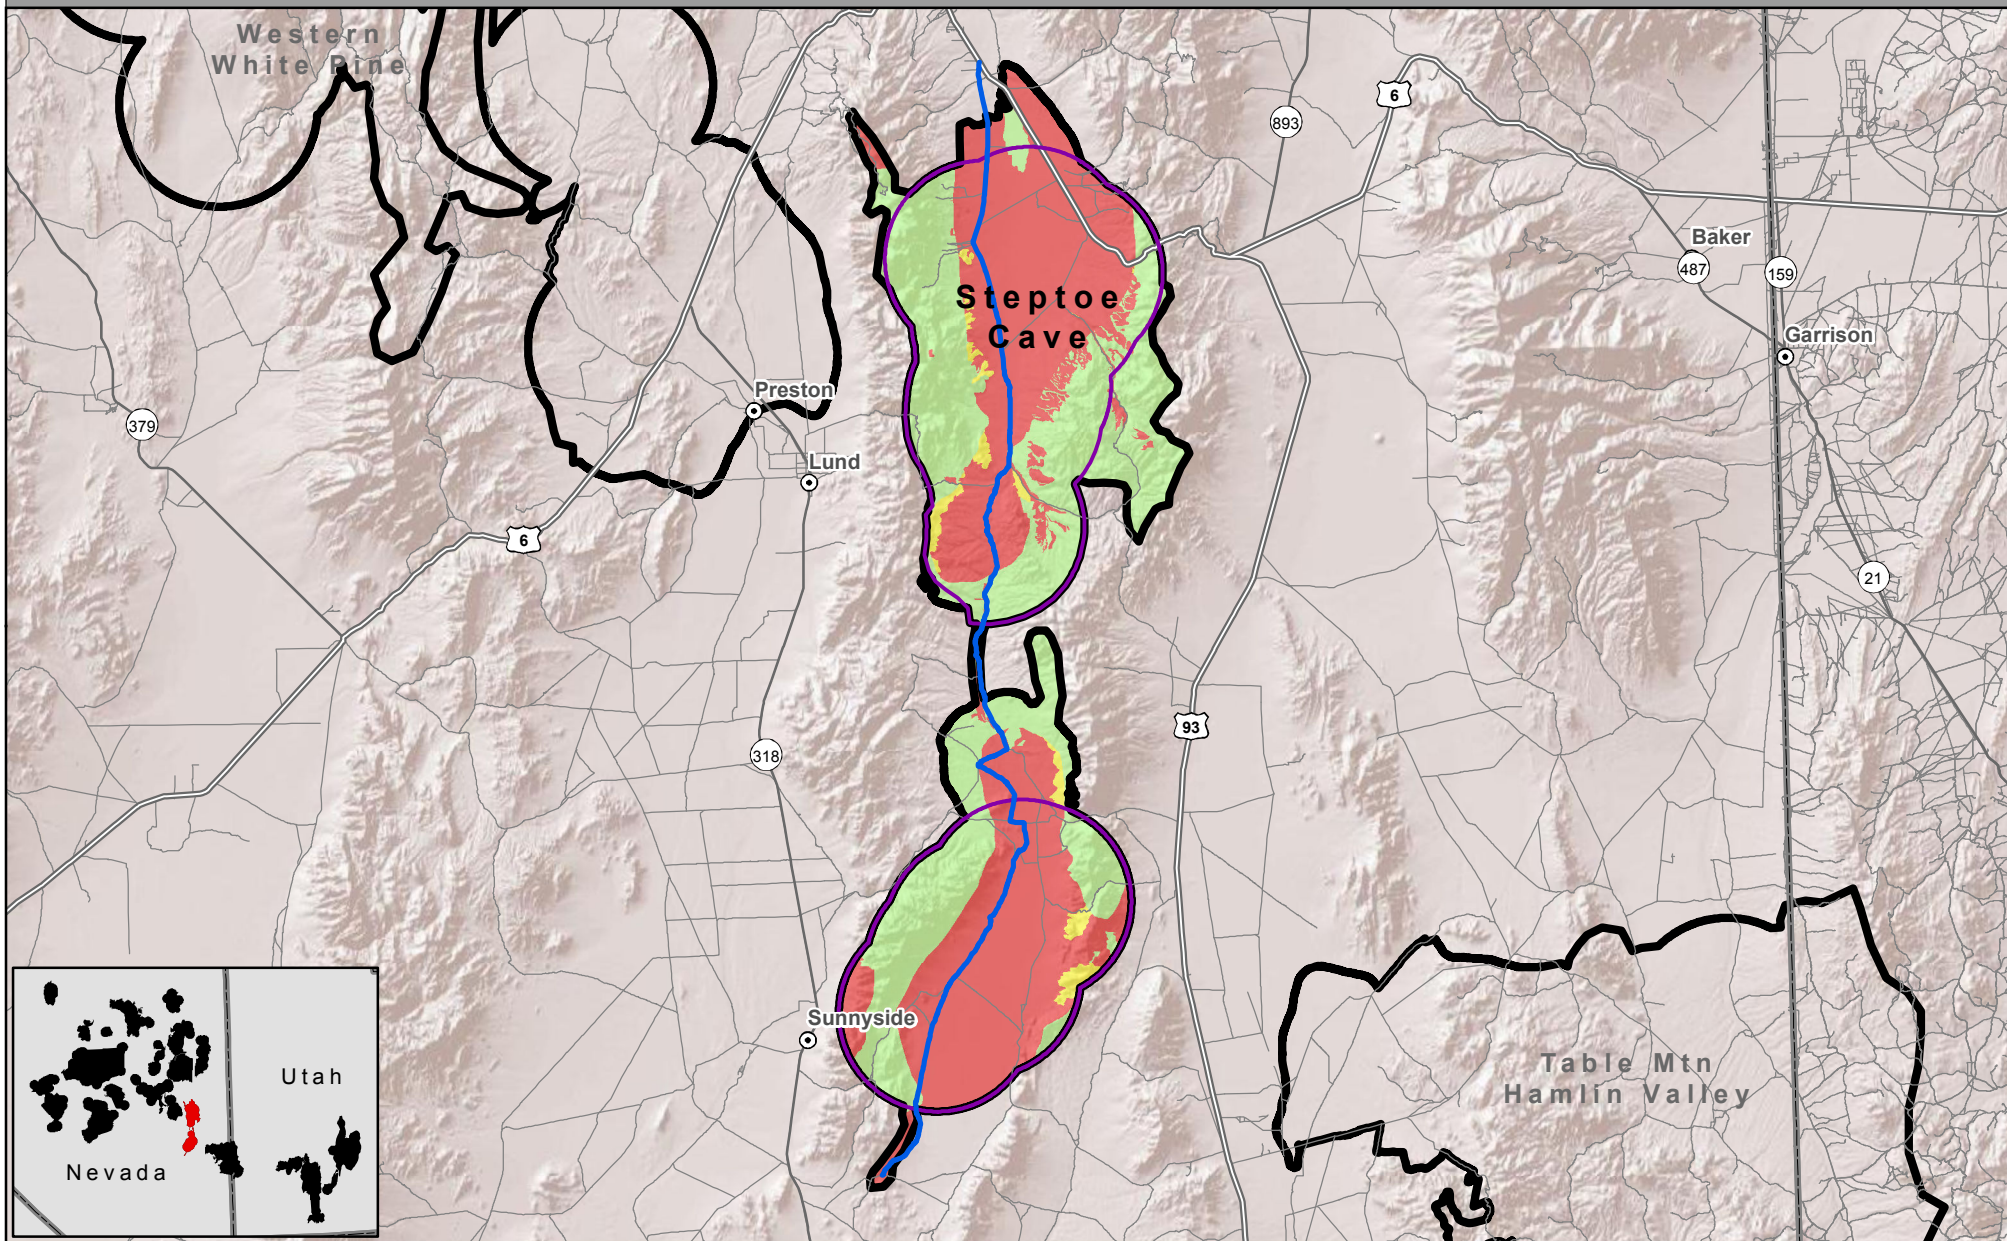 Western
White Pine
6
893
Baker
487
159
Steptoe
Cave
Garrison
Preston
379
Lund
6
21
93
318
Sunnyside
Table Mtn
Hamlin Valley
Utah
Nevada